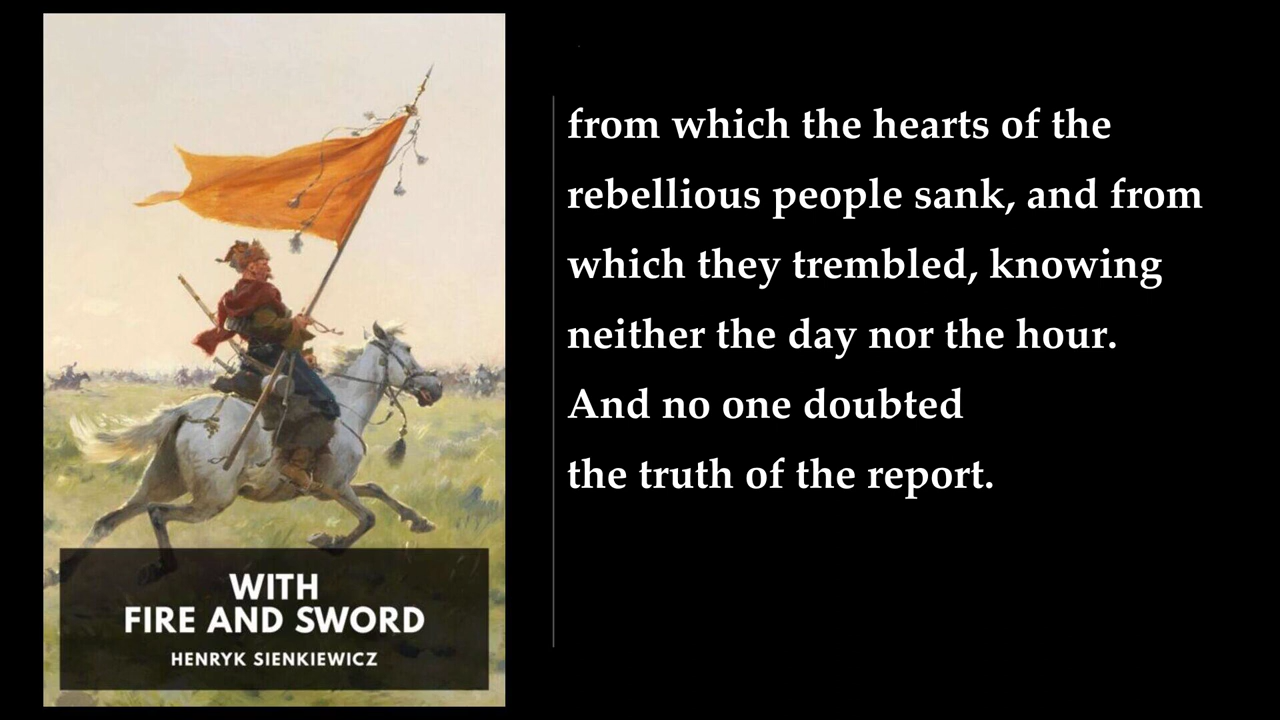 from which the hearts of the
rebellious people sank, and from
which they trembled, knowing
neither the day nor the hour.
And no one doubted
the truth of the report.
WITH
FIRE AND SWORD
HENRYK SIENKIEWICZ